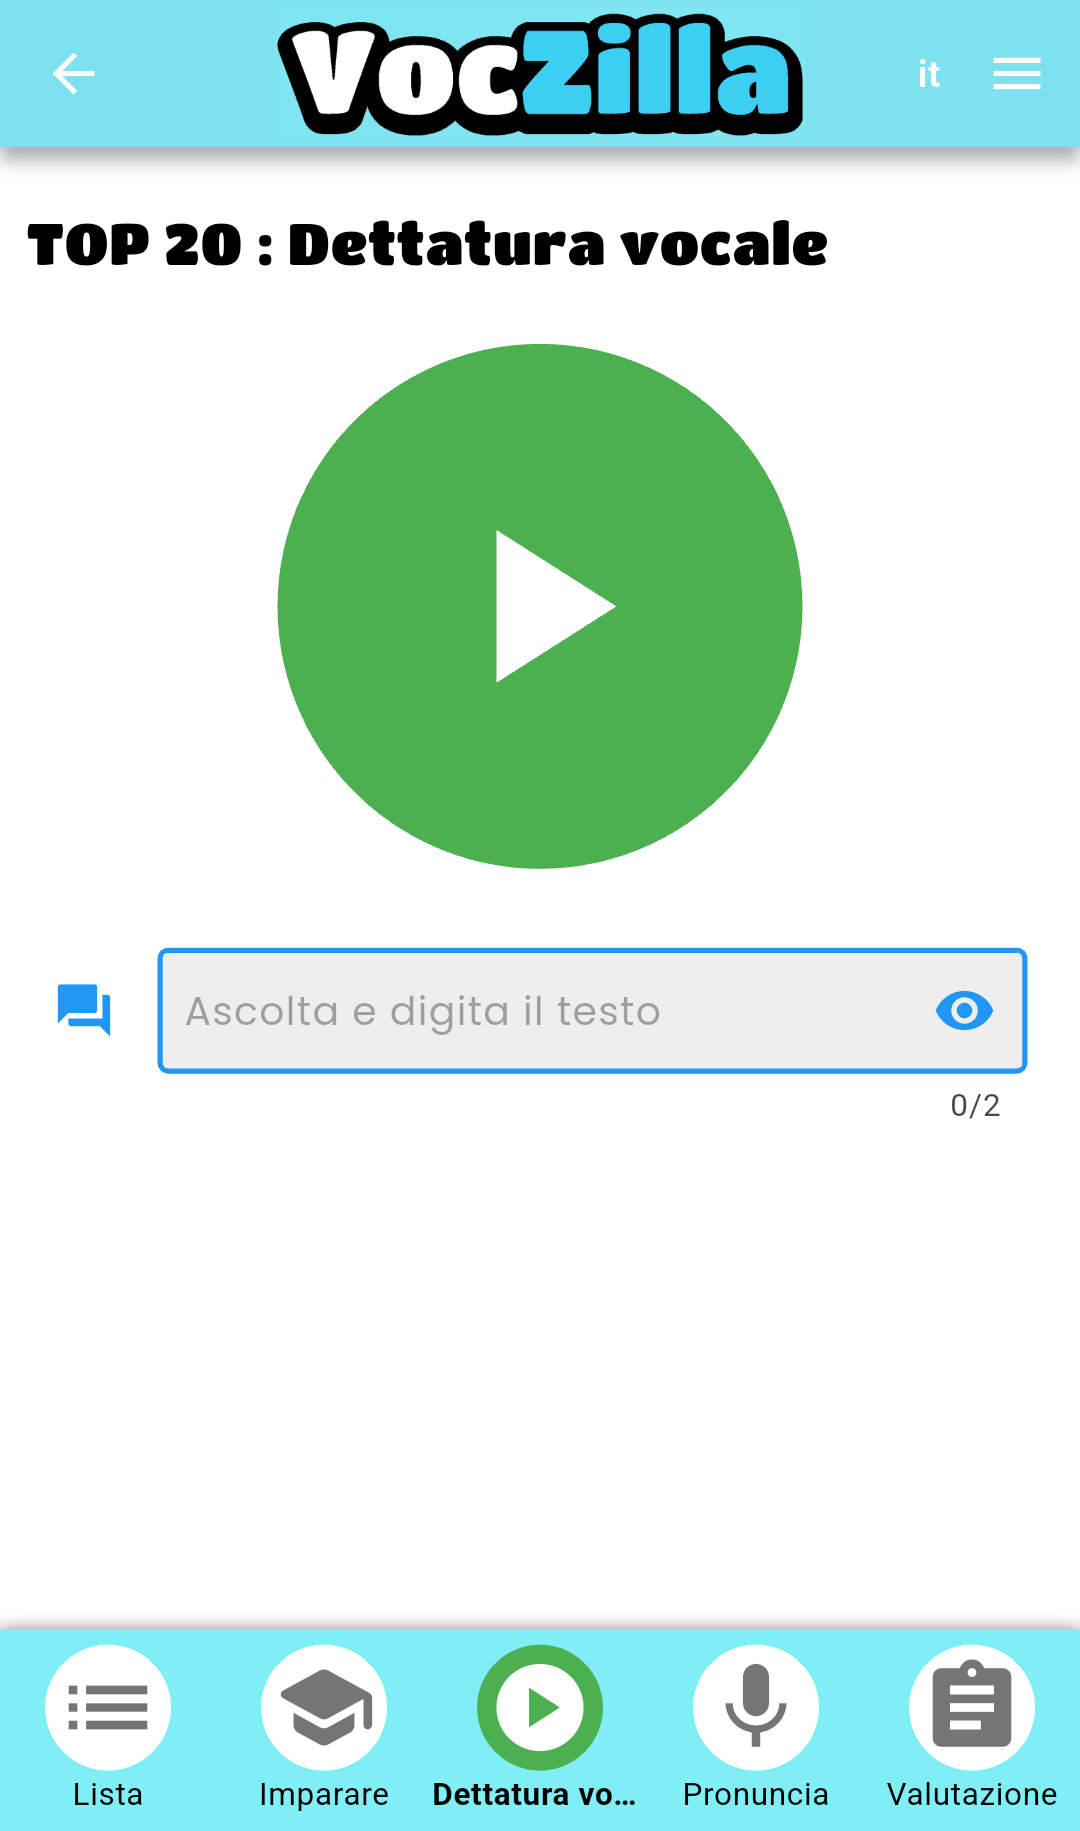 VocZilla
it
TOP 20 : Dettatura vocale
Ascolta e digita il testo
0/2
Lista
Imparare
Dettatura vo...
Pronuncia
Valutazione